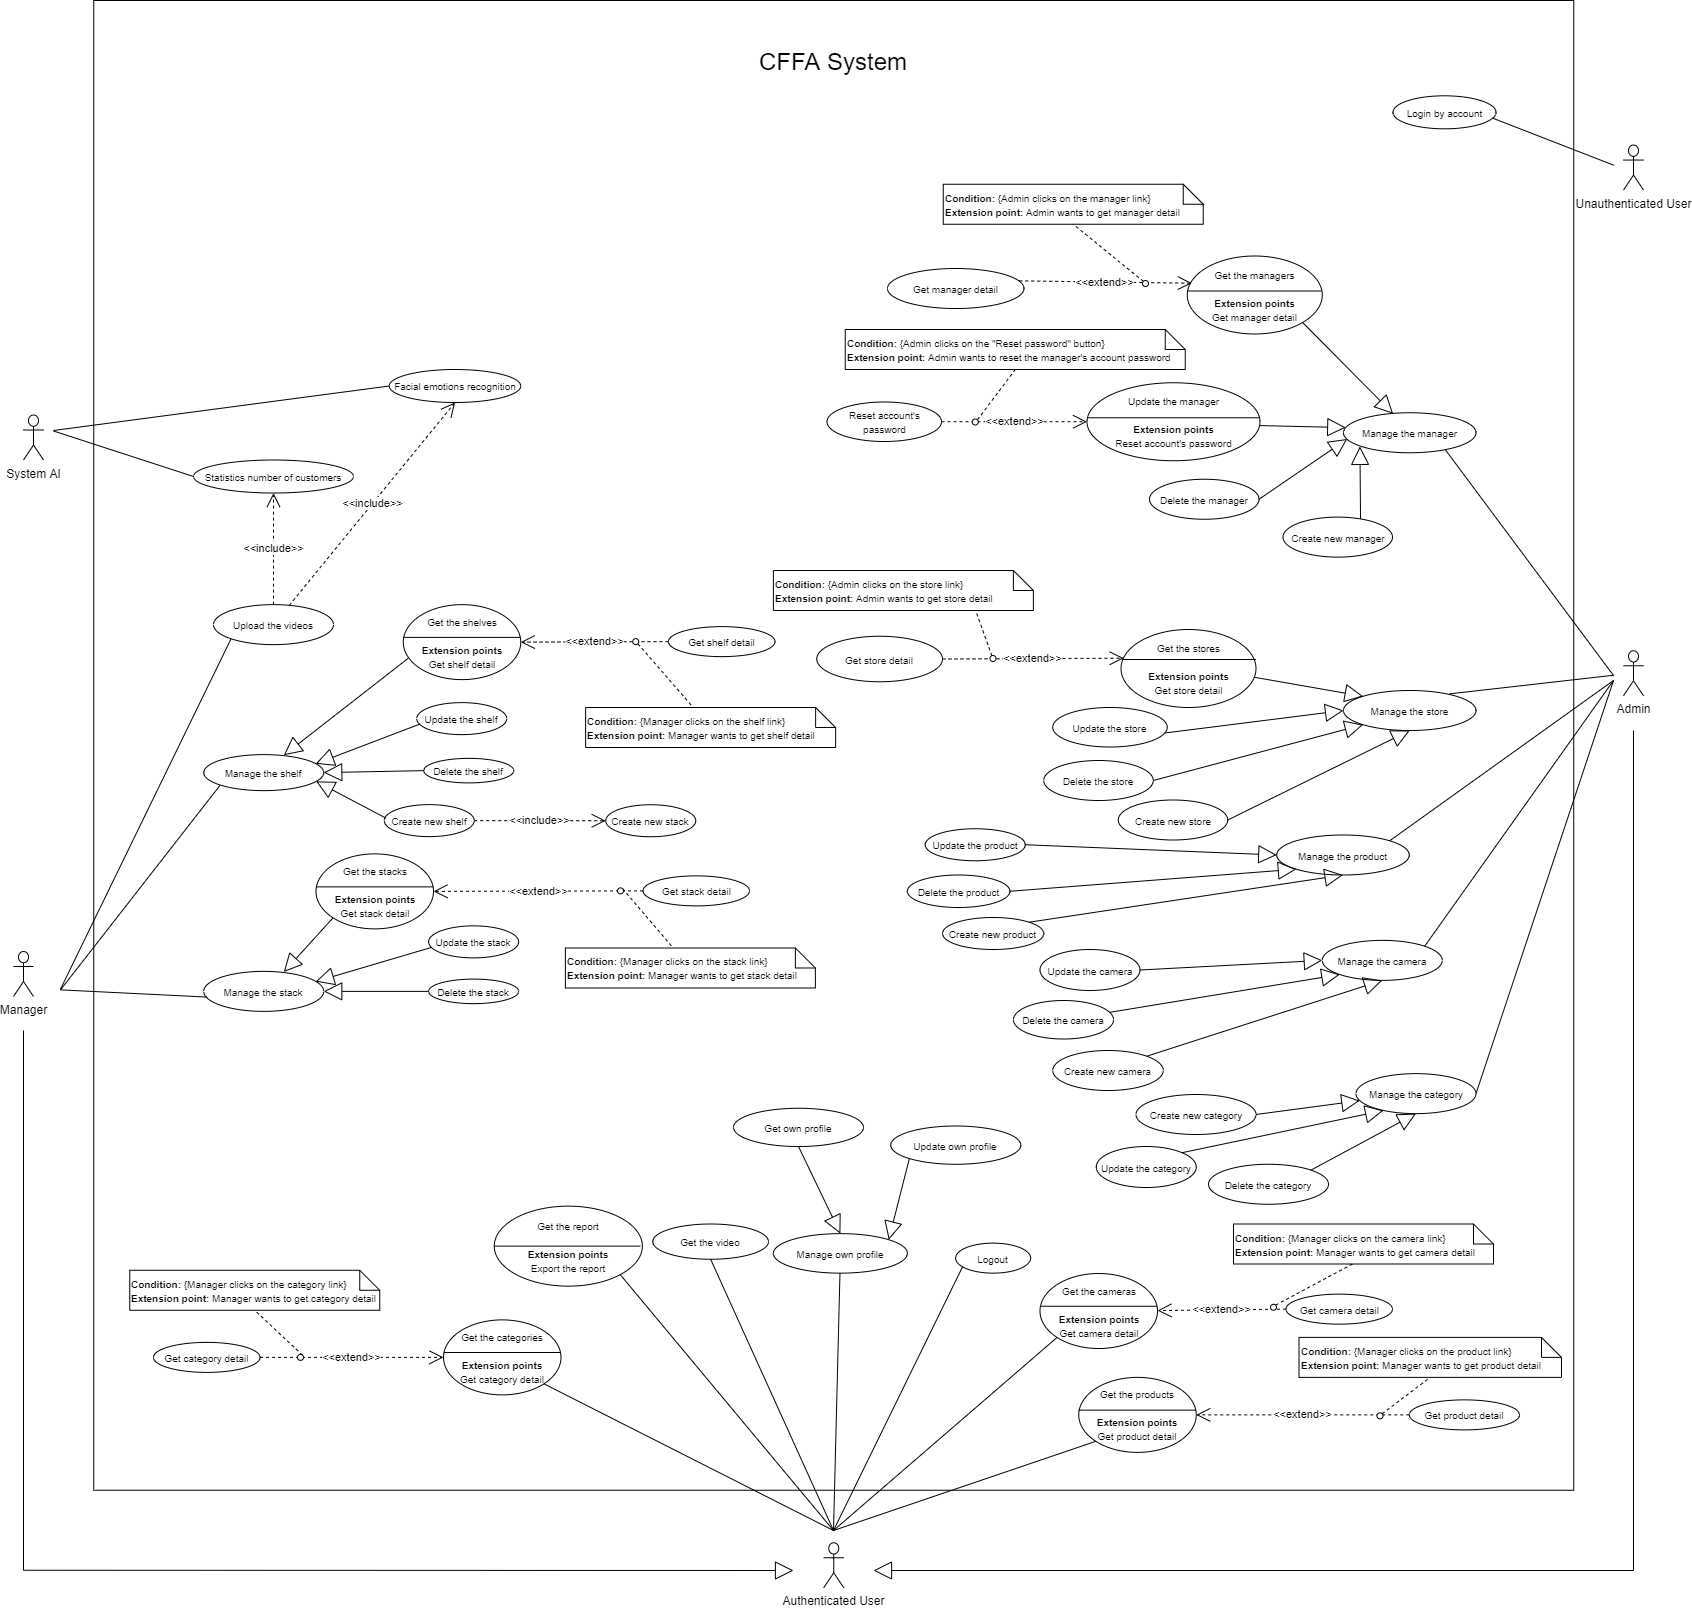 CFFA System
Login by account
Unauthenticated User
Condition: {Admin clicks on the manager link}
Extension point: Admin wants to get manager detail
Get manager detail
<<extend>>
Get the managers
Extension points
Get manager detail
Condition: {Admin clicks on the "Reset password" button}
Extension point: Admin wants to reset the manager's account password
Reset account's
password
<<extend>>
Update the manager
Extension points
Reset account's password
Manage the manager
Delete the manager
Create new manager
Facial emotions recognition
System AI
Statistics number of customers
<<include>>
<<include>>
Upload the videos
Get the shelves
Extension points
Get shelf detail
<<extend>>
Get shelf detail
Condition: {Manager clicks on the shelf link}
Extension point: Manager wants to get shelf detail
Update the shelf
Manage the shelf
Delete the shelf
Create new shelf
<<include>>
Create new stack
Get the stacks
Extension points
Get stack detail
<<extend>>
Get stack detail
Condition: {Manager clicks on the stack link}
Extension point: Manager wants to get stack detail
Update the stack
Manage the stack
Delete the stack
Manager
Condition: {Admin clicks on the store link}
Extension point: Admin wants to get store detail
Get store detail
<<extend>>
Get the stores
Extension points
Get store detail
Manage the store
Admin
Update the store
Delete the store
Create new store
Update the product
Manage the product
Delete the product
Create new product
Update the camera
Manage the camera
Delete the camera
Create new camera
Manage the category
Create new category
Update the category
Delete the category
Get own profile
Update own profile
Manage own profile
Get the report
Extension points
Export the report
Get the video
Logout
Condition: {Manager clicks on the category link}
Extension point: Manager wants to get category detail
Get category detail
<<extend>>
Get the categories
Extension points
Get category detail
Condition: {Manager clicks on the camera link}
Extension point: Manager wants to get camera detail
Get the cameras
Extension points
Get camera detail
<<extend>>
Get camera detail
Condition: {Manager clicks on the product link}
Extension point: Manager wants to get product detail
Get the products
Extension points
Get product detail
<<extend>>
Get product detail
Authenticated User